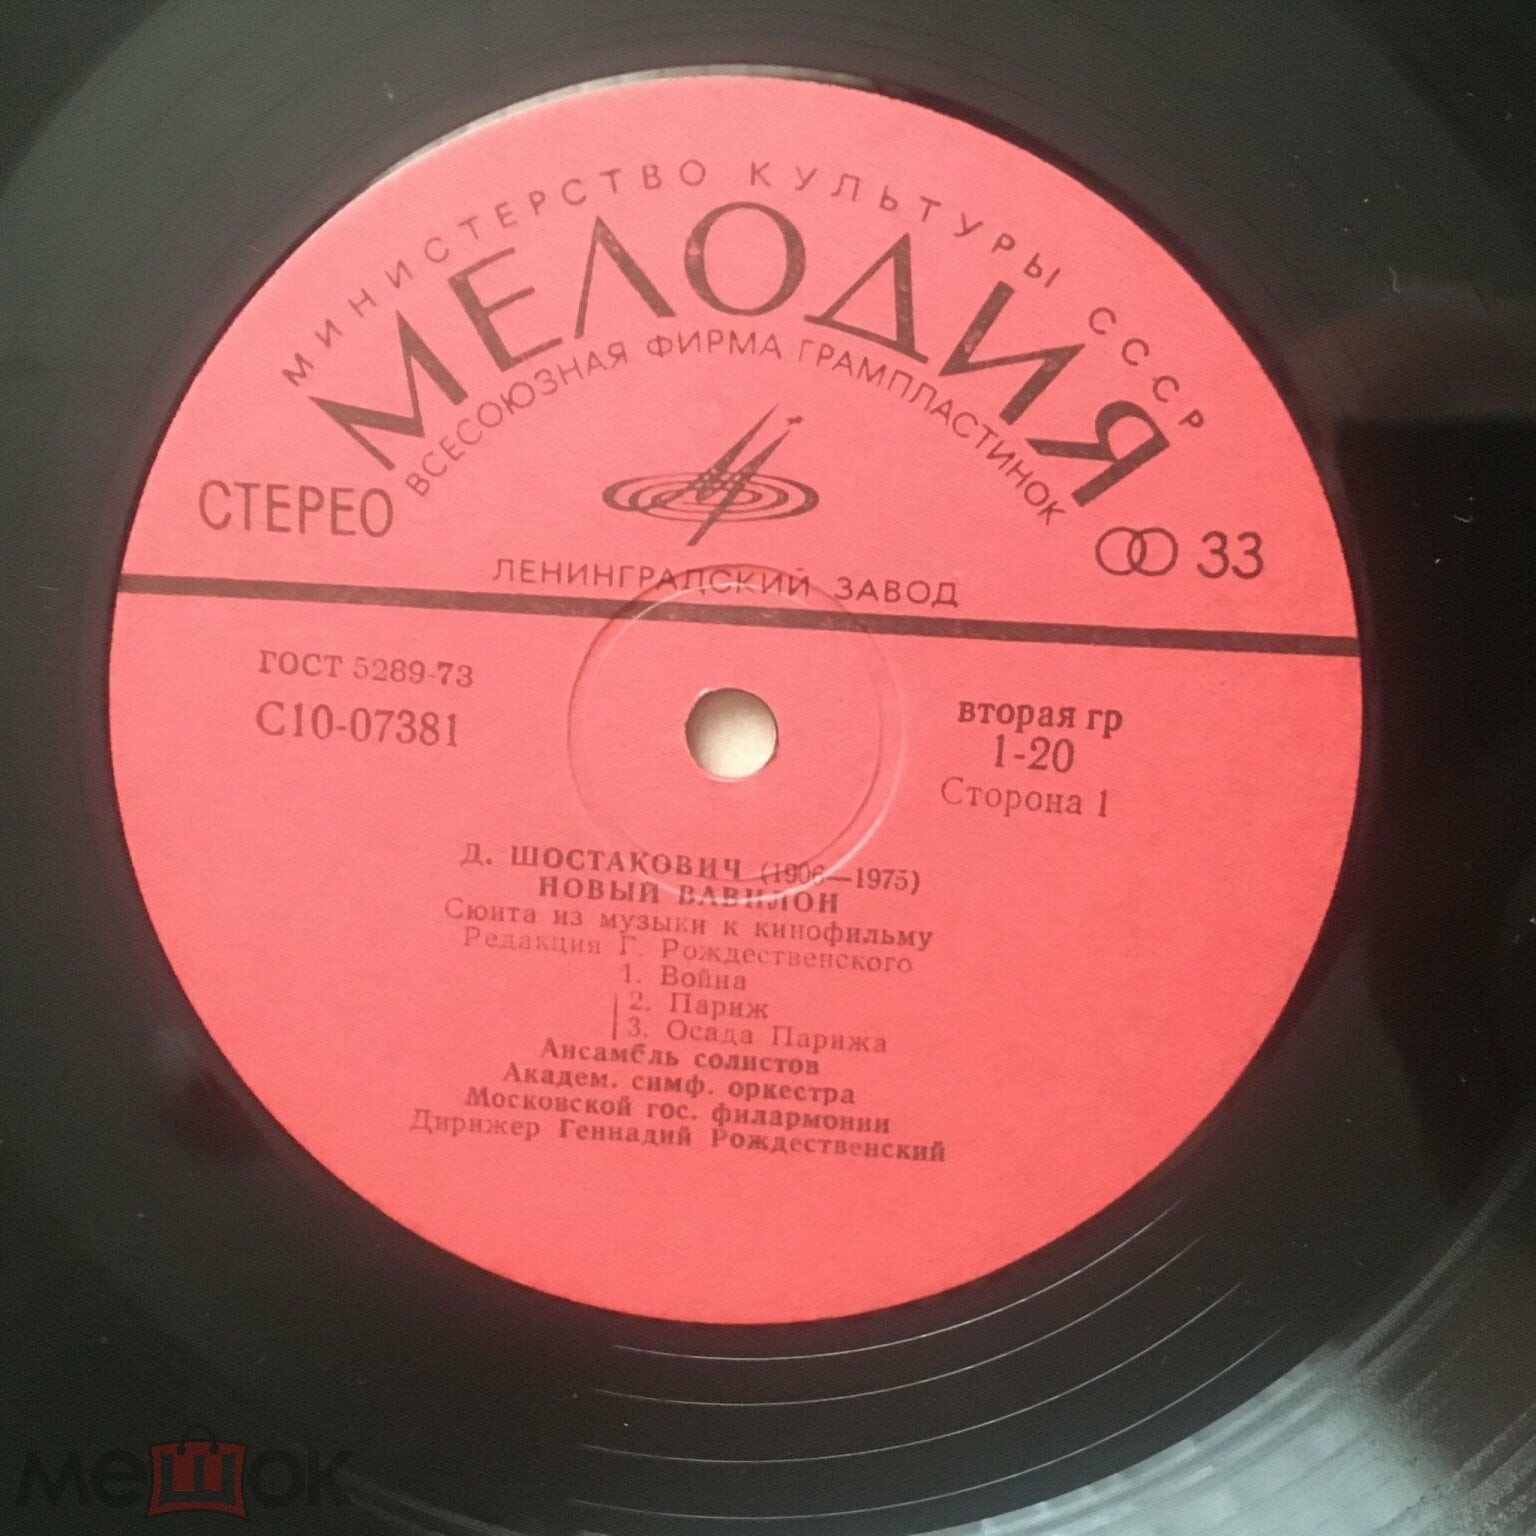 МИНИСТЕРСТВО КУЛЬТУРЫ СССР
МЕЛОДИЯ
ВСЕСОЮЗНАЯ ФИРМА ГРАМПЛАСТИНОК
СТЕРЕО
33
ЛЕНИНГРАДСКИЙ ЗАВОД
ГОСТ 5289-73
С10-07381
вторая гр
1-20
Сторона 1
Д. ШОСТАКОВИЧ (1906—1975)
НОВЫЙ ВАВИЛОН
Сюита из музыки к кинофильму
Редакция Г. Рождественского
1. Война
2. Париж
3. Осада Парижа
Ансамбль солистов
Академ. симф. оркестра
Московской гос. филармонии
Дирижер Геннадий Рождественский
мешок